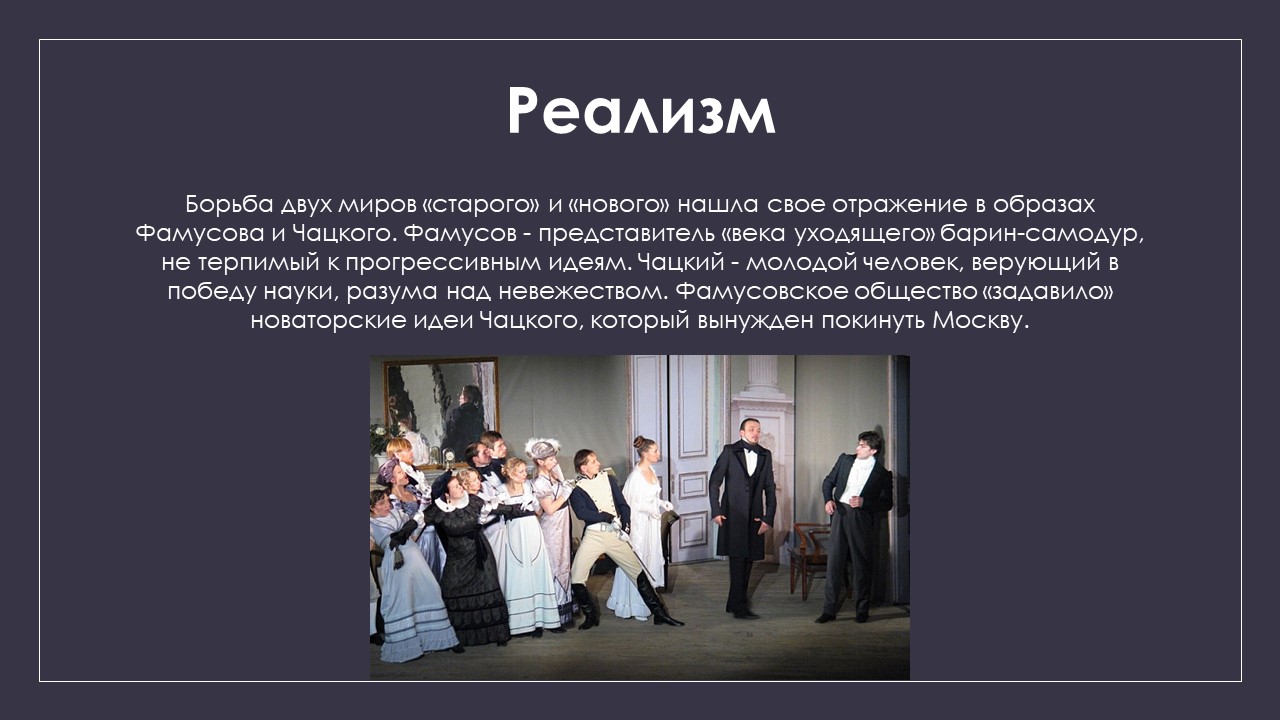 Реализм
Борьба двух миров «старого» и «нового» нашла свое отражение в образах
Фамусова и Чацкого. Фамусов - представитель «века уходящего» барин-самодур,
не терпимый к прогрессивным идеям. Чацкий - молодой человек, верующий в
победу науки, разума над невежеством. Фамусовское общество «задавило»
новаторские идеи Чацкого, который вынужден покинуть Москву.